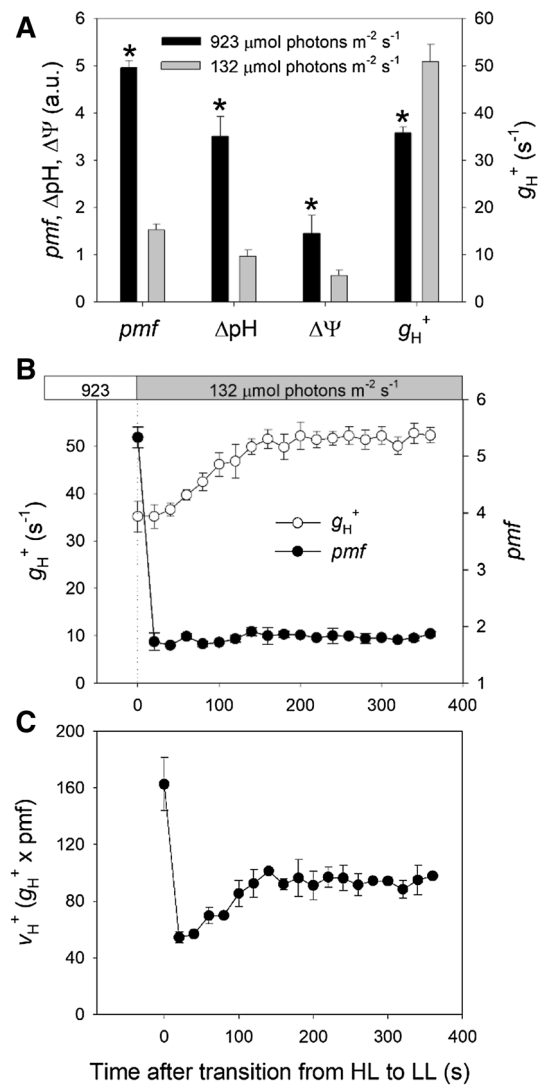 A
923 μmol photons m⁻² s⁻¹
132 μmol photons m⁻² s⁻¹
pmf, ΔpH, ΔΨ (a.u.)
6
5
4
3
2
1
0
* * * *
60
50
40
30
20
10
0
gH⁺ (s⁻¹)
pmf ΔpH ΔΨ gH⁺
B
923 132 μmol photons m⁻² s⁻¹
gH⁺ (s⁻¹)
50
40
30
20
10
0
gH⁺
pmf
6
5
4
3
2
1
pmf
0 100 200 300 400
C
vH⁺ (gH⁺ x pmf)
200
160
120
80
40
0
0 100 200 300 400
Time after transition from HL to LL (s)